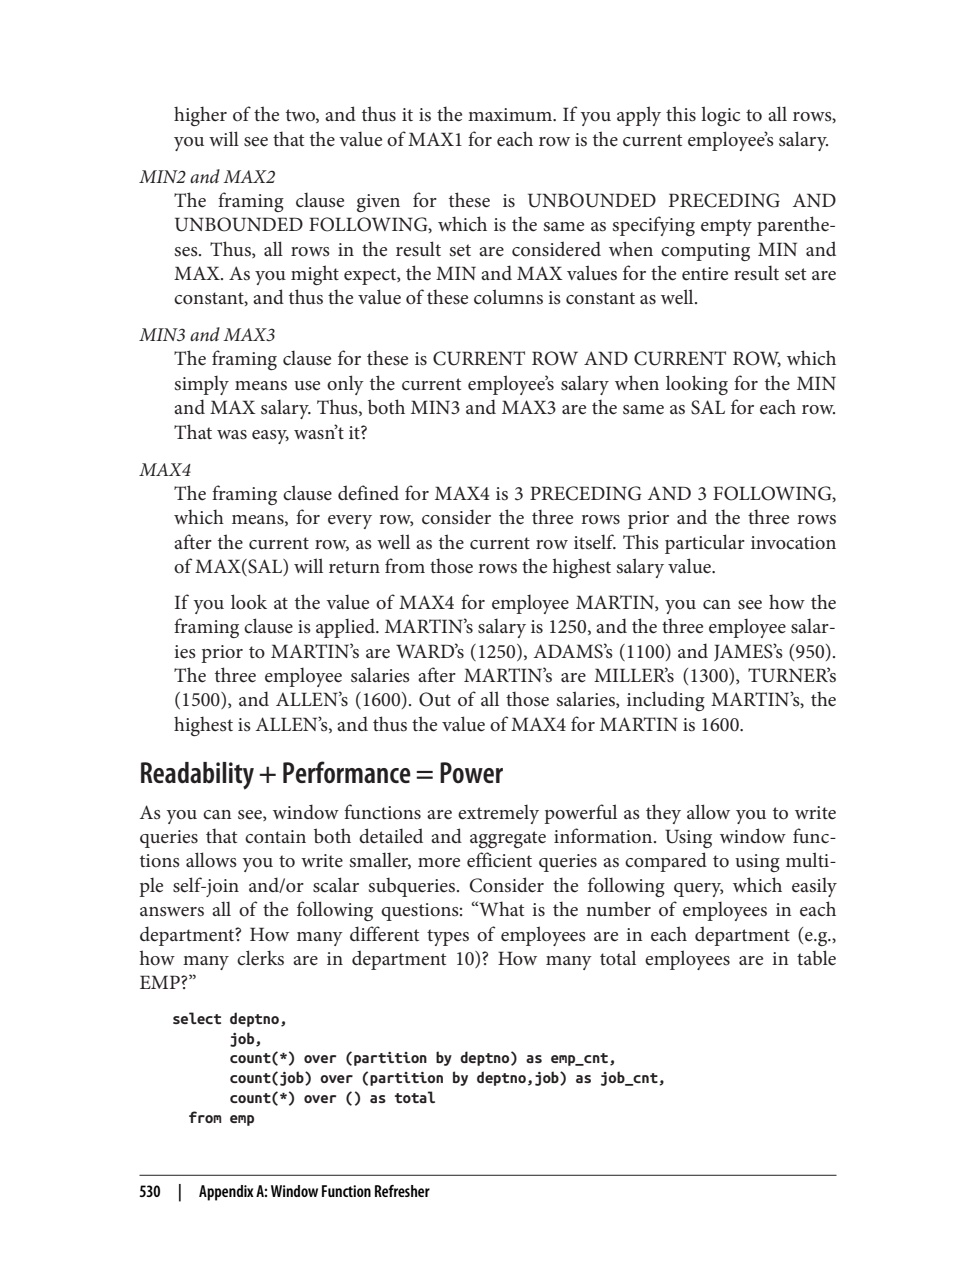 higher of the two, and thus it is the maximum. If you apply this logic to all rows,
you will see that the value of MAX1 for each row is the current employee’s salary.
MIN2 and MAX2
The framing clause given for these is UNBOUNDED PRECEDING AND
UNBOUNDED FOLLOWING, which is the same as specifying empty parenthe-
ses. Thus, all rows in the result set are considered when computing MIN and
MAX. As you might expect, the MIN and MAX values for the entire result set are
constant, and thus the value of these columns is constant as well.
MIN3 and MAX3
The framing clause for these is CURRENT ROW AND CURRENT ROW, which
simply means use only the current employee’s salary when looking for the MIN
and MAX salary. Thus, both MIN3 and MAX3 are the same as SAL for each row.
That was easy, wasn’t it?
MAX4
The framing clause defined for MAX4 is 3 PRECEDING AND 3 FOLLOWING,
which means, for every row, consider the three rows prior and the three rows
after the current row, as well as the current row itself. This particular invocation
of MAX(SAL) will return from those rows the highest salary value.
If you look at the value of MAX4 for employee MARTIN, you can see how the
framing clause is applied. MARTIN’s salary is 1250, and the three employee salar-
ies prior to MARTIN’s are WARD’s (1250), ADAMS’s (1100) and JAMES’s (950).
The three employee salaries after MARTIN’s are MILLER’s (1300), TURNER’s
(1500), and ALLEN’s (1600). Out of all those salaries, including MARTIN’s, the
highest is ALLEN’s, and thus the value of MAX4 for MARTIN is 1600.
Readability + Performance = Power
As you can see, window functions are extremely powerful as they allow you to write
queries that contain both detailed and aggregate information. Using window func-
tions allows you to write smaller, more efficient queries as compared to using multi-
ple self-join and/or scalar subqueries. Consider the following query, which easily
answers all of the following questions: “What is the number of employees in each
department? How many different types of employees are in each department (e.g.,
how many clerks are in department 10)? How many total employees are in table
EMP?”
select deptno,
job,
count(*) over (partition by deptno) as emp_cnt,
count(job) over (partition by deptno,job) as job_cnt,
count(*) over () as total
from emp
530 | Appendix A: Window Function Refresher